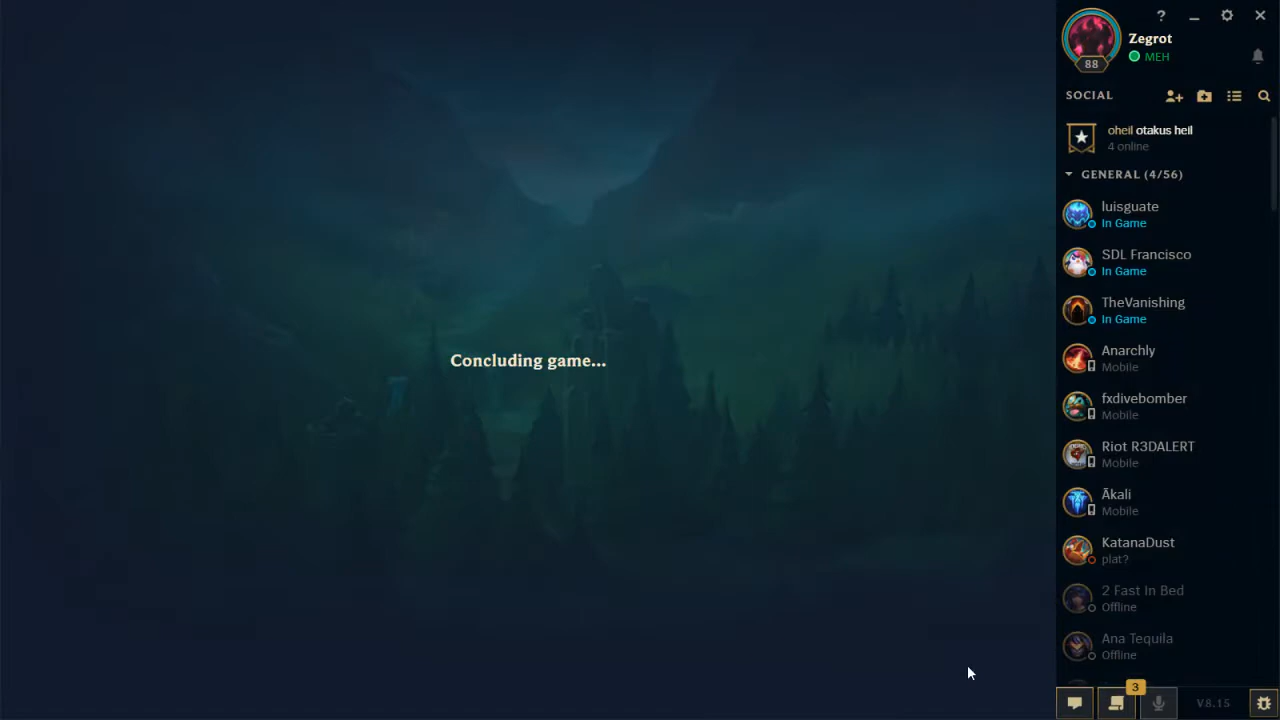 ?
Zegrot
MEH
88
SOCIAL
oheil otakus heil
4 online
GENERAL (4/56)
luisguate
In Game
SDL Francisco
In Game
TheVanishing
In Game
Concluding game...
Anarchly
Mobile
fxdivebomber
Mobile
Riot R3DALERT
Mobile
Ākali
Mobile
KatanaDust
plat?
2 Fast In Bed
Offline
Ana Tequila
Offline
3
V8.15